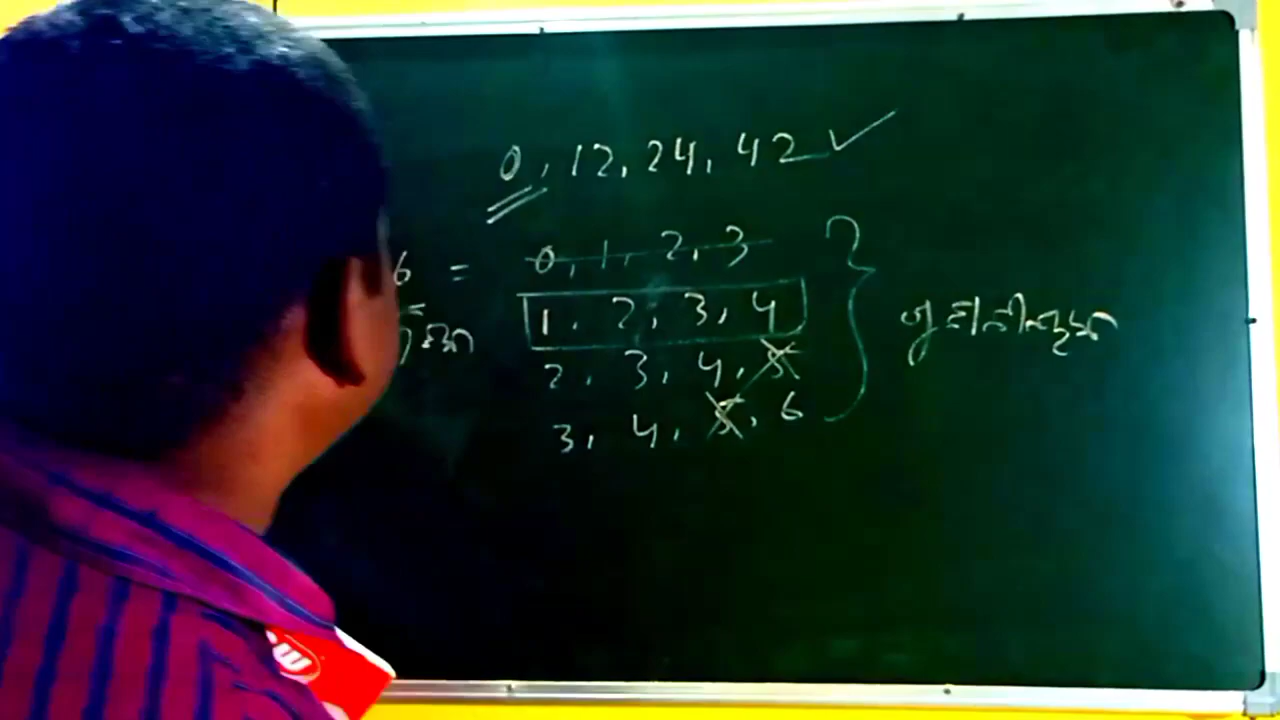 0, 12, 24, 42 ✓
6 = 0, 1, 2, 3
1, 2, 3, 4
2, 3, 4, 5
3, 4, 5, 6